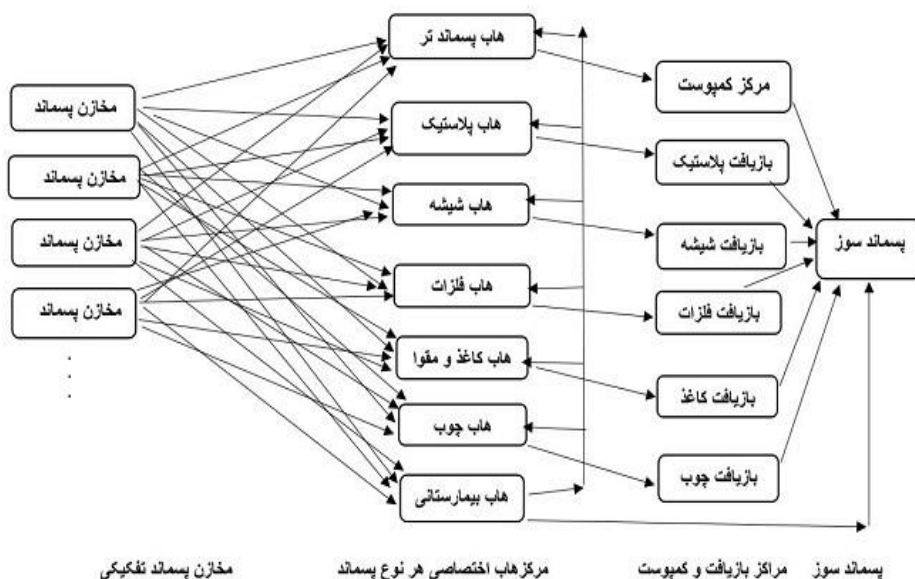 مخازن پسماند
مخازن پسماند
مخازن پسماند
مخازن پسماند
.
.
.
هاب پسماند تر
هاب پلاستیک
هاب شیشه
هاب فلزات
هاب کاغذ و مقوا
هاب چوب
هاب بیمارستانی
مرکز کمپوست
بازیافت پلاستیک
بازیافت شیشه
بازیافت فلزات
بازیافت کاغذ
بازیافت چوب
پسماند سوز
مخازن پسماند تفکیکی
مرکزهاب اختصاصی هر نوع پسماند
مراکز بازیافت و کمپوست
پسماند سوز